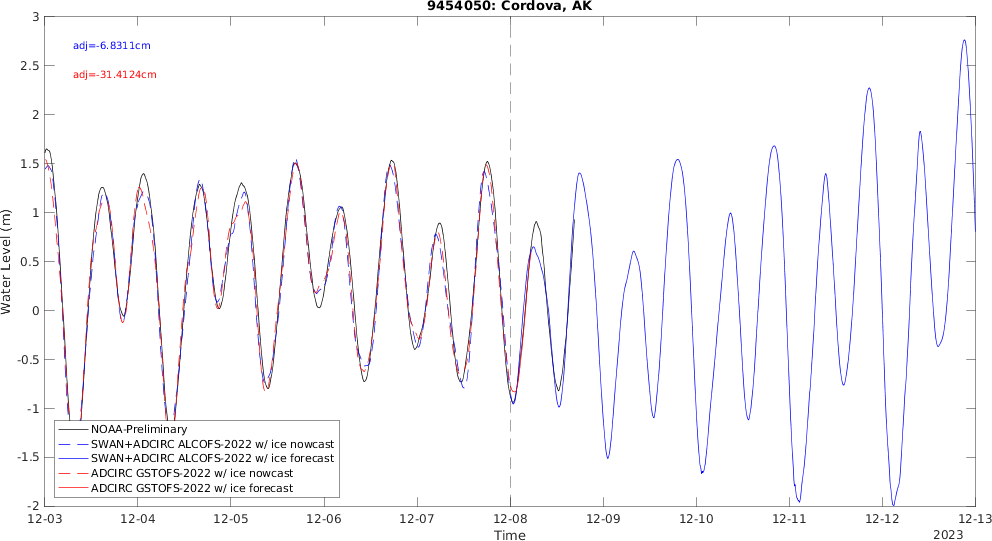 9454050: Cordova, AK
adj=-6.8311cm
adj=-31.4124cm
Water Level (m)
3
2.5
2
1.5
1
0.5
0
-0.5
-1
-1.5
-2
NOAA-Preliminary
SWAN+ADCIRC ALCOFS-2022 w/ ice nowcast
SWAN+ADCIRC ALCOFS-2022 w/ ice forecast
ADCIRC GSTOFS-2022 w/ ice nowcast
ADCIRC GSTOFS-2022 w/ ice forecast
12-03 12-04 12-05 12-06 12-07 12-08 12-09 12-10 12-11 12-12 12-13
Time
2023